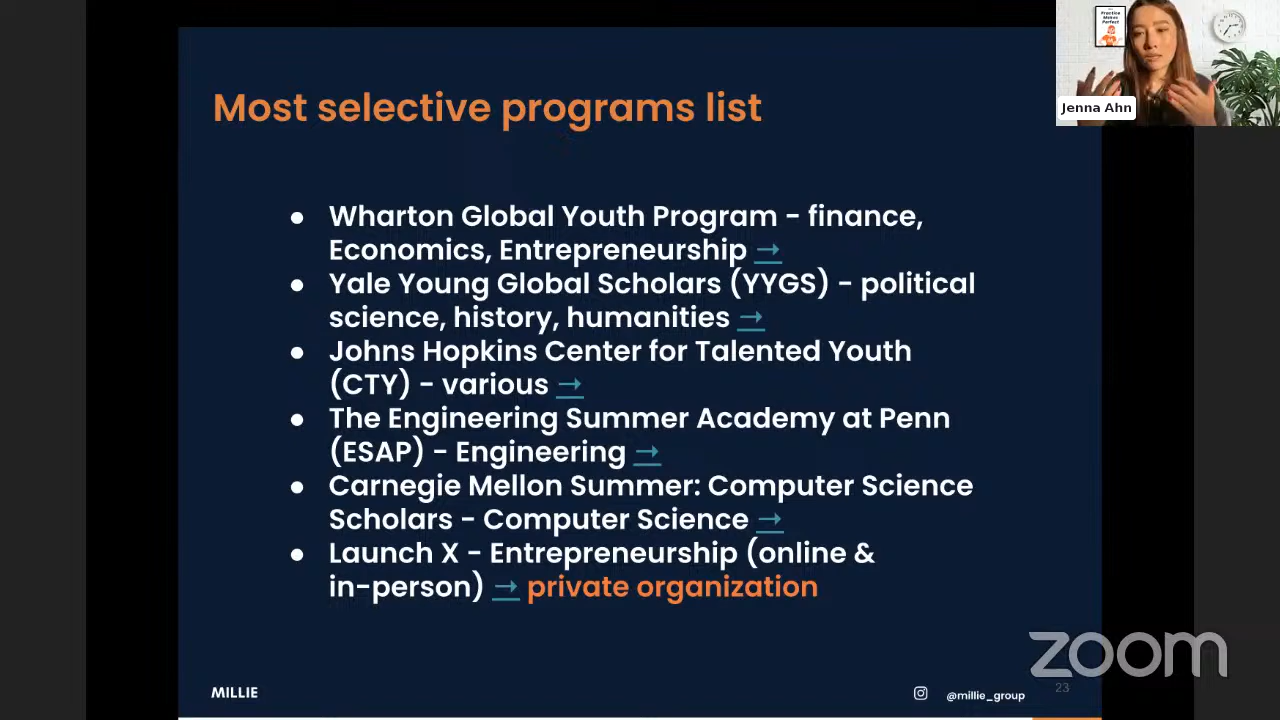 Most selective programs list
● Wharton Global Youth Program - finance,
Economics, Entrepreneurship →
● Yale Young Global Scholars (YYGS) - political
science, history, humanities →
● Johns Hopkins Center for Talented Youth
(CTY) - various →
● The Engineering Summer Academy at Penn
(ESAP) - Engineering →
● Carnegie Mellon Summer: Computer Science
Scholars - Computer Science →
● Launch X - Entrepreneurship (online &
in-person) → private organization
MILLIE
@millie_group
23
Practice
Makes
Perfect
Jenna Ahn
zoom